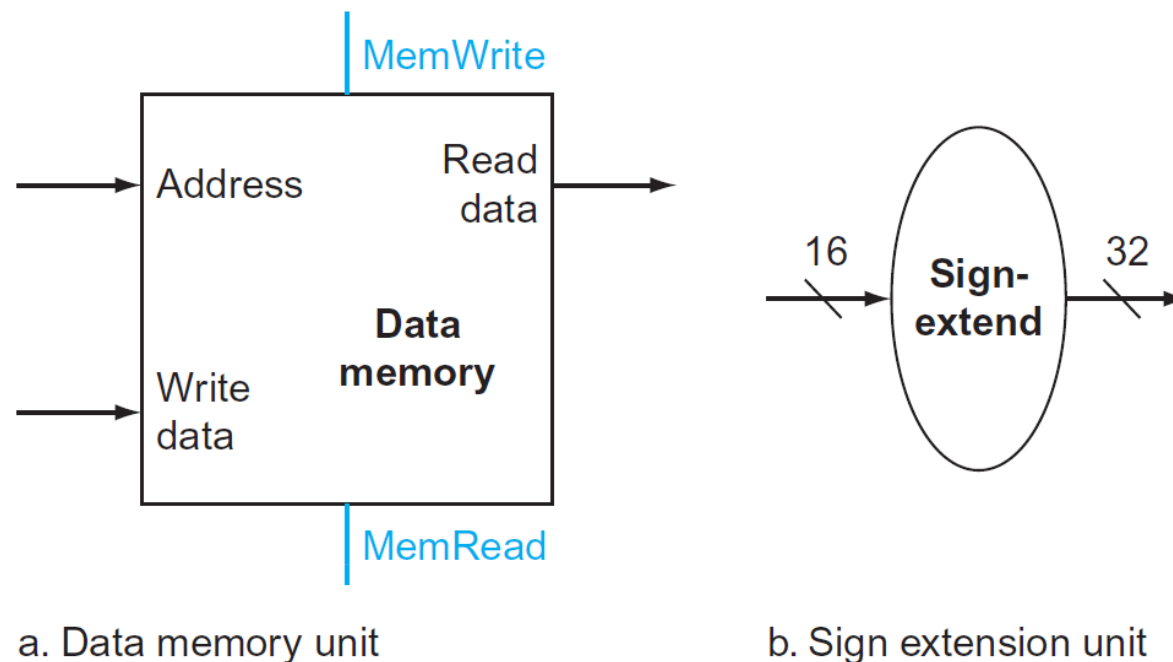 MemWrite
Address
Read
data
Data
memory
Write
data
MemRead
a. Data memory unit
16
Sign-
extend
32
b. Sign extension unit